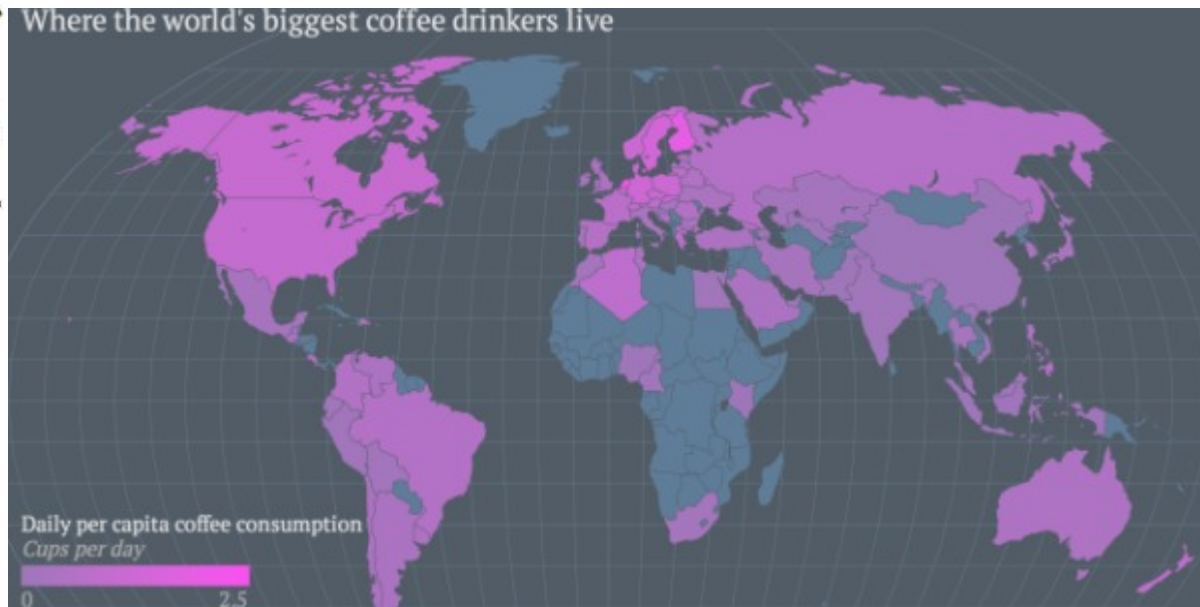 Where the world's biggest coffee drinkers live
Daily per capita coffee consumption
Cups per day
0 2.5